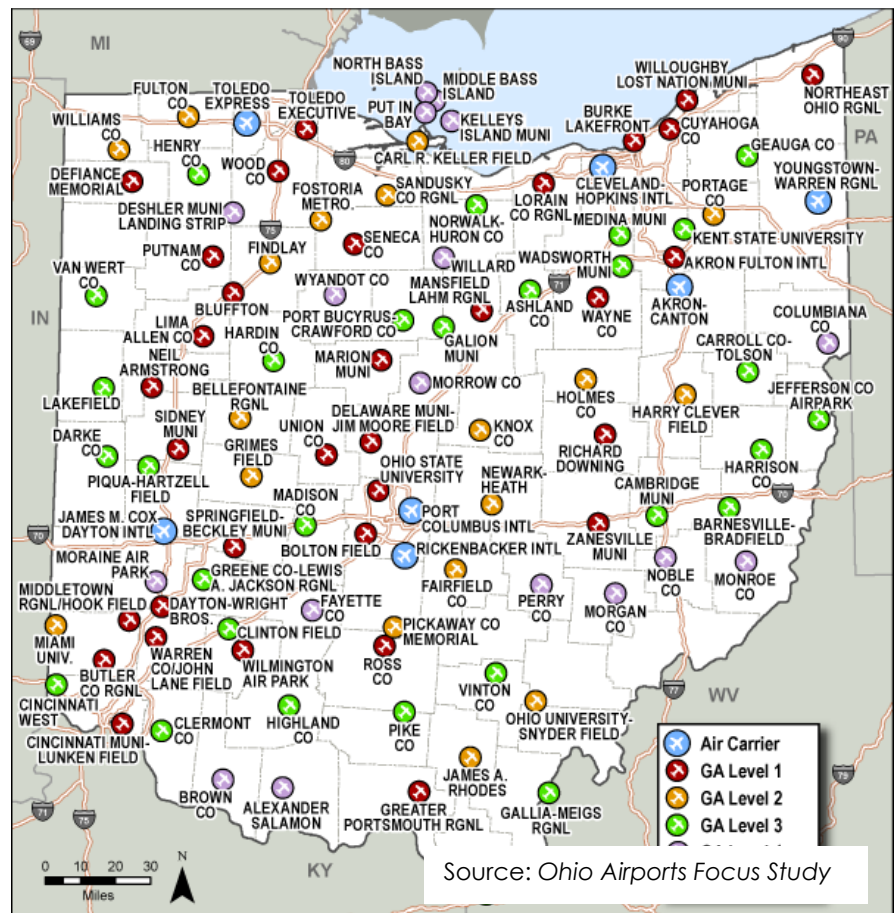 MI
69
90
NORTH BASS
ISLAND
MIDDLE BASS
ISLAND
PUT IN
BAY
KELLEYS
ISLAND MUNI
WILLOUGHBY
LOST NATION MUNI
NORTHEAST
OHIO RGNL
FULTON
CO
TOLEDO
EXPRESS
TOLEDO
EXECUTIVE
BURKE
LAKEFRONT
CUYAHOGA
CO
WILLIAMS
CO
HENRY
CO
WOOD
CO
80
CARL R. KELLER FIELD
GEAUGA CO
DEFIANCE
MEMORIAL
FOSTORIA
METRO.
SANDUSKY
CO RGNL
LORAIN
CO RGNL
CLEVELAND-
HOPKINS INTL
PORTAGE
CO
YOUNGSTOWN-
WARREN RGNL
PA
DESHLER MUNI
LANDING STRIP
75
NORWALK-
HURON CO
MEDINA MUNI
KENT STATE UNIVERSITY
PUTNAM
CO
FINDLAY
SENECA
CO
WILLARD
WADSWORTH
MUNI
AKRON FULTON INTL
VAN WERT
CO
WYANDOT CO
MANSFIELD
LAHM RGNL
71
BLUFFTON
ASHLAND
CO
WAYNE
CO
AKRON-
CANTON
COLUMBIANA
CO
IN
LIMA
ALLEN CO
HARDIN
CO
PORT BUCYRUS-
CRAWFORD CO
GALION
MUNI
CARROLL CO-
TOLSON
NEIL
ARMSTRONG
MARION
MUNI
MORROW CO
HOLMES
CO
HARRY CLEVER
FIELD
JEFFERSON CO
AIRPARK
LAKEFIELD
BELLEFONTAINE
RGNL
SIDNEY
MUNI
DELAWARE MUNI-
JIM MOORE FIELD
KNOX
CO
DARKE
CO
GRIMES
FIELD
UNION
CO
RICHARD
DOWNING
HARRISON
CO
PIQUA-HARTZELL
FIELD
OHIO STATE
UNIVERSITY
NEWARK-
HEATH
CAMBRIDGE
MUNI
70
MADISON
CO
JAMES M. COX
DAYTON INTL
SPRINGFIELD-
BECKLEY MUNI
PORT
COLUMBUS INTL
BARNESVILLE-
BRADFIELD
70
BOLTON FIELD
RICKENBACKER INTL
ZANESVILLE
MUNI
MORAINE AIR
PARK
GREENE CO-LEWIS
A. JACKSON RGNL
FAIRFIELD
CO
PERRY
CO
NOBLE
CO
MONROE
CO
MIDDLETOWN
RGNL/HOOK FIELD
DAYTON-WRIGHT
BROS.
FAYETTE
CO
MORGAN
CO
MIAMI
UNIV.
CLINTON FIELD
PICKAWAY CO
MEMORIAL
WARREN
CO/JOHN
LANE FIELD
WILMINGTON
AIR PARK
ROSS
CO
BUTLER
CO RGNL
VINTON
CO
77
WV
CINCINNATI
WEST
OHIO UNIVERSITY-
SNYDER FIELD
CINCINNATI MUNI-
LUNKEN FIELD
CLERMONT
CO
HIGHLAND
CO
PIKE
CO
JAMES A.
RHODES
BROWN
CO
ALEXANDER
SALAMON
GREATER
PORTSMOUTH RGNL
GALLIA-MEIGS
RGNL
Air Carrier
GA Level 1
GA Level 2
GA Level 3
79
71
75
0 10 20 30
Miles
N
KY
Source: Ohio Airports Focus Study